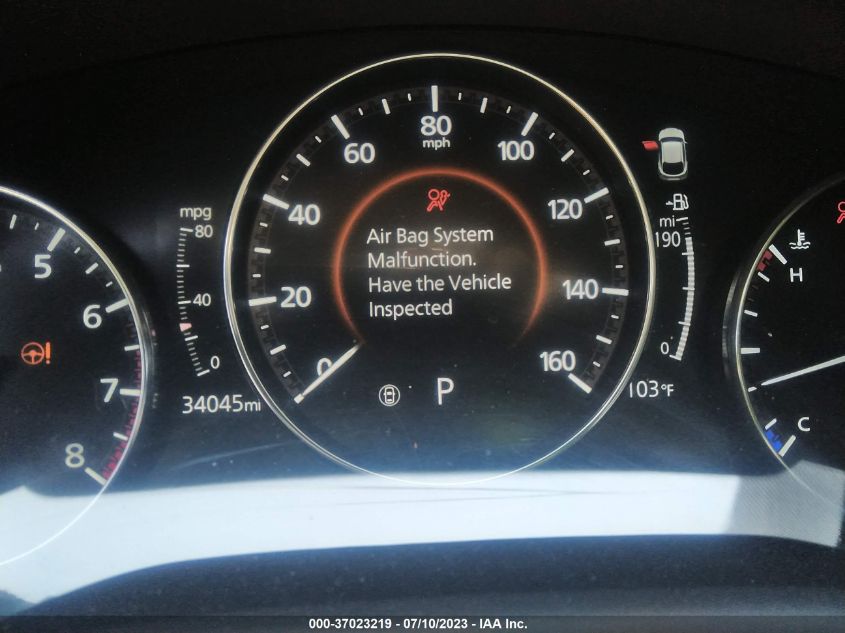 80
mph
60
100
40
120
20
140
0
160
Air Bag System
Malfunction.
Have the Vehicle
Inspected
P
mpg
80
40
0
34045mi
5
6
7
8
!
mi
190
0
103°F
H
C
000-37023219 - 07/10/2023 - IAA Inc.